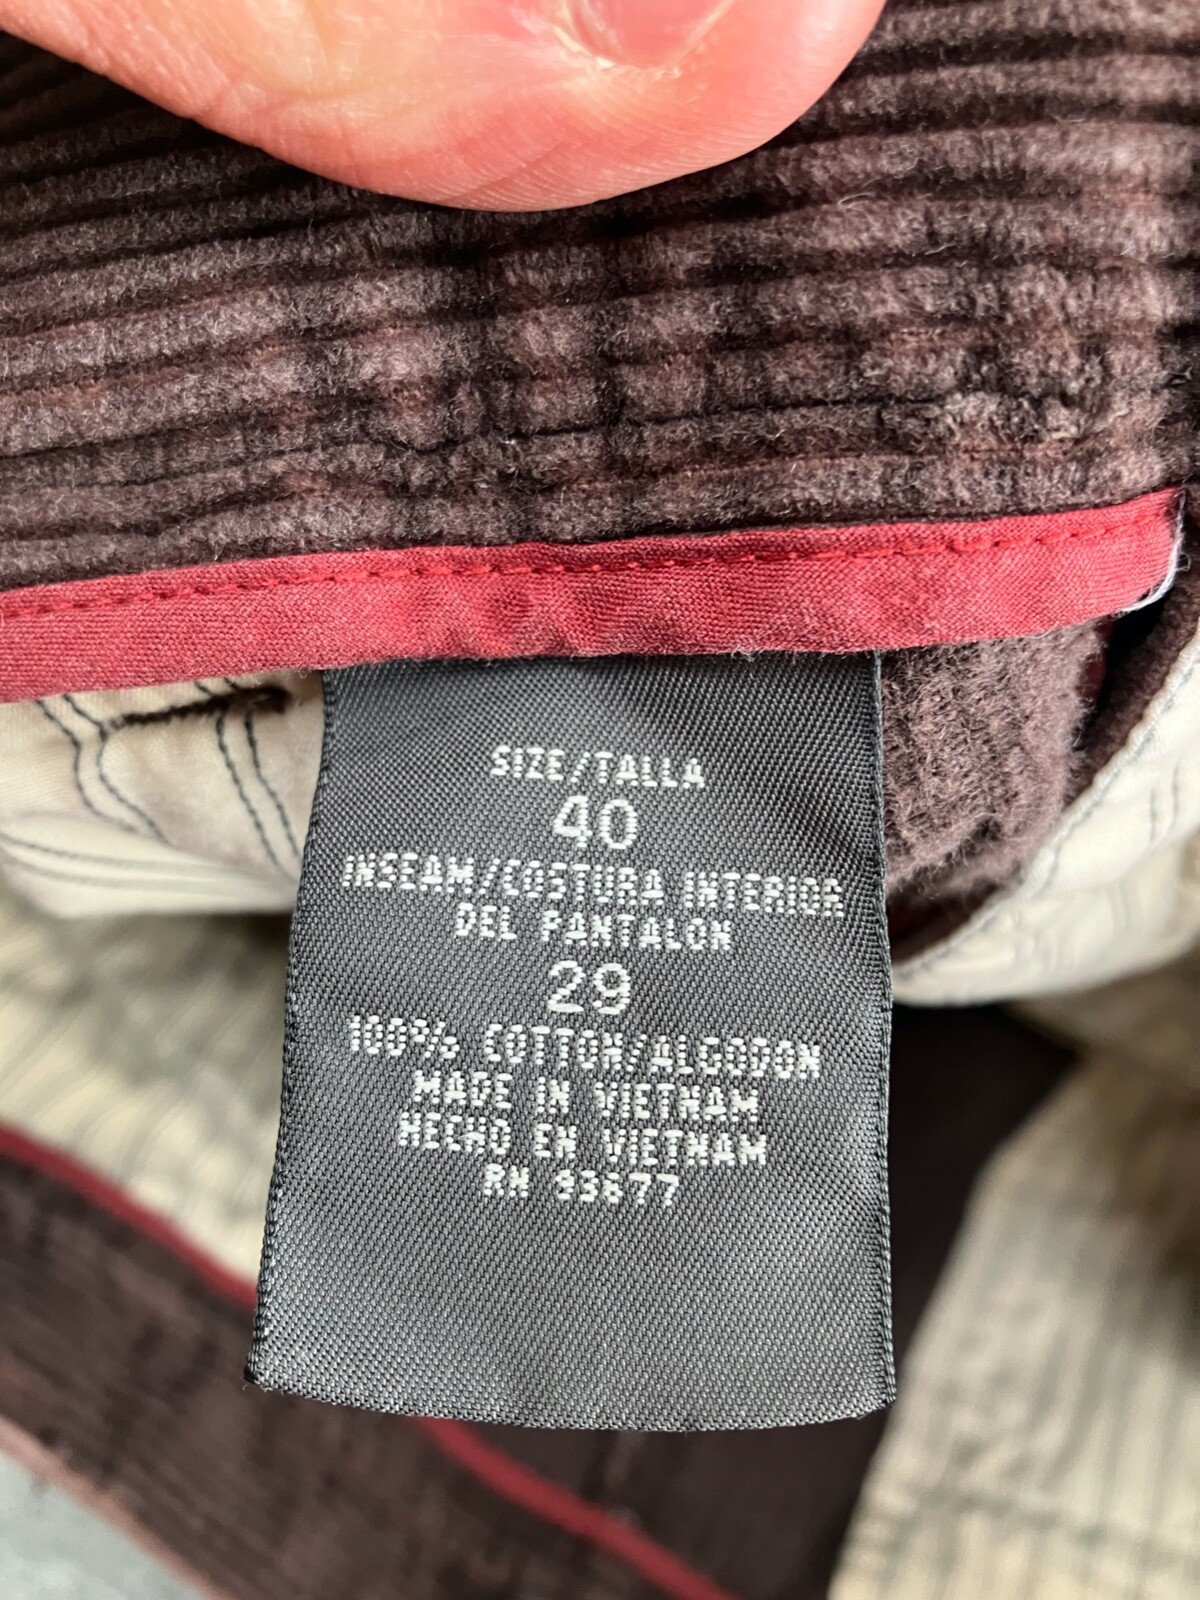 SIZE/TALLA
40
INSEAM/COSTURA INTERIOR
DEL PANTALON
29
100% COTTON/ALGODON
MADE IN VIETNAM
HECHO EN VIETNAM
RN 93677